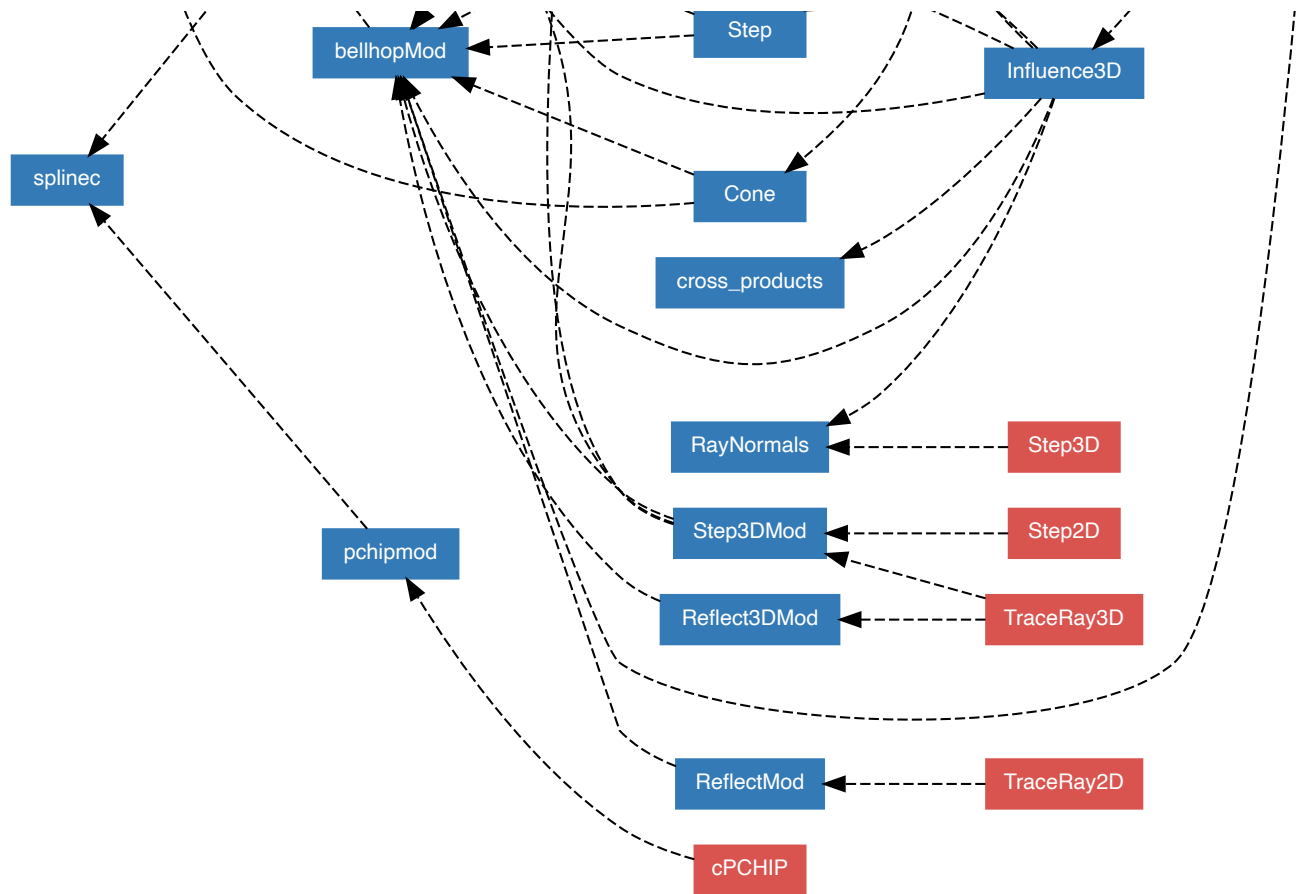 Step
bellhopMod
Influence3D
splinec
Cone
cross_products
RayNormals
Step3D
Step3DMod
Step2D
pchipmod
Reflect3DMod
TraceRay3D
ReflectMod
TraceRay2D
cPCHIP